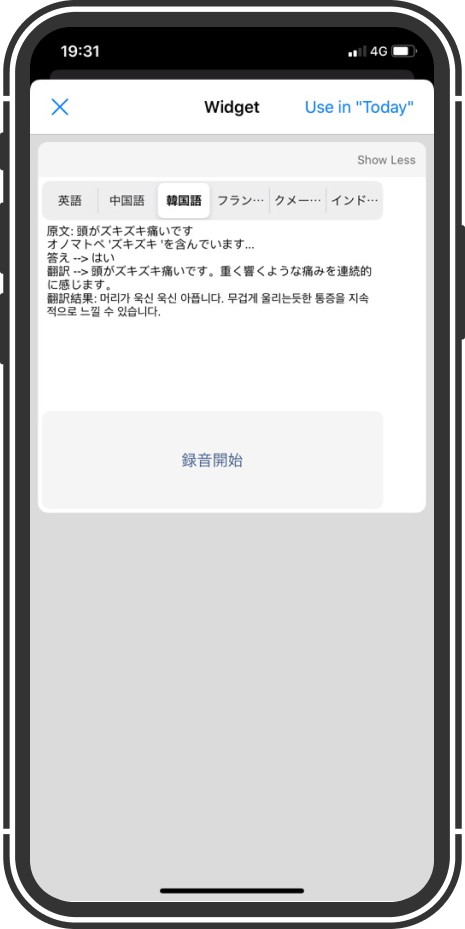 19:31
4G
Widget
Use in "Today"
Show Less
英語 中国語 韓国語 フラン… クメー… インド…
原文: 頭がズキズキ痛いです
オノマトペ 'ズキズキ 'を含んでいます...
答え --> はい
翻訳 --> 頭がズキズキ痛いです。重く響くような痛みを連続的
に感じます。
翻訳結果: 머리가 욱신 욱신 아픕니다. 무겁게 울리는듯한 통증을 지속
적으로 느낄 수 있습니다.
録音開始